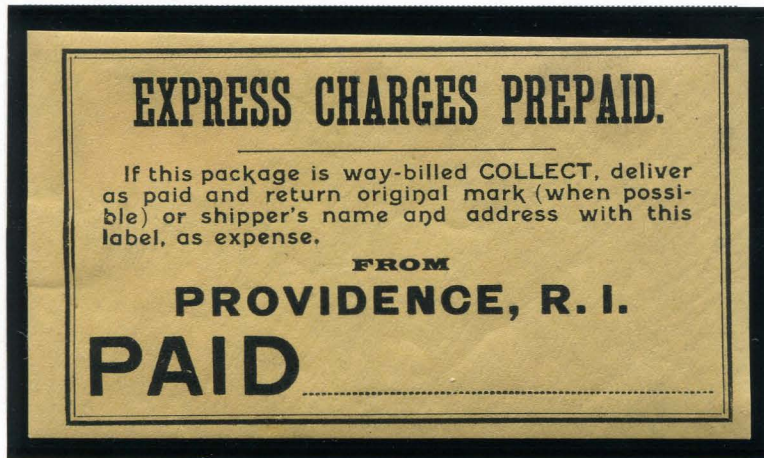 EXPRESS CHARGES PREPAID.
If this package is way-billed COLLECT, deliver
as paid and return original mark (when possi-
ble) or shipper's name and address with this
label, as expense.
FROM
PROVIDENCE, R. I.
PAID